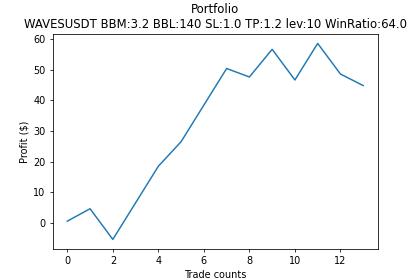 Portfolio
WAVESUSDT BBM:3.2 BBL:140 SL:1.0 TP:1.2 lev:10 WinRatio:64.0
60
50
40
30
20
10
0
Profit ($)
0 2 4 6 8 10 12
Trade counts